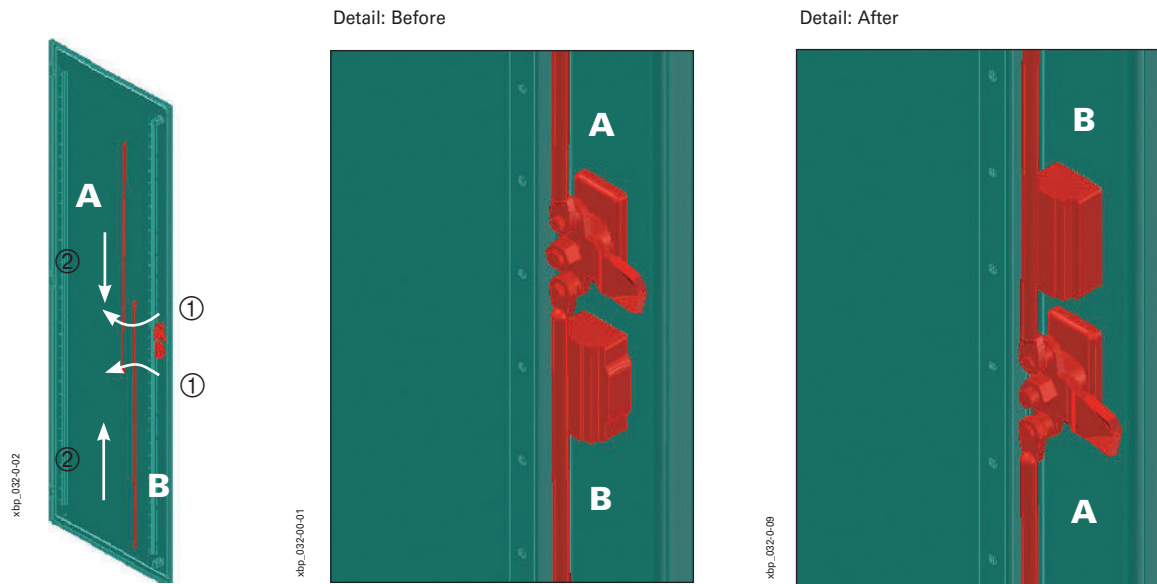 Detail: Before
Detail: After
A
②
①
①
②
B
xbp_032-0-02
A
B
xbp_032-00-01
B
A
xbp_032-0-09